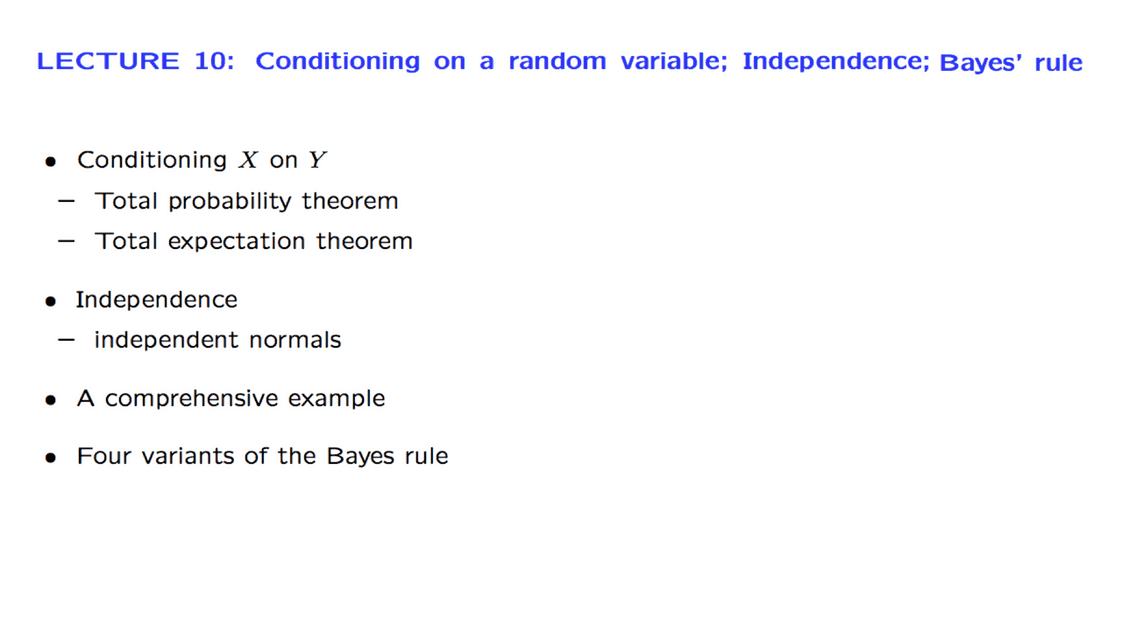 LECTURE 10: Conditioning on a random variable; Independence; Bayes' rule
• Conditioning X on Y
– Total probability theorem
– Total expectation theorem
• Independence
– independent normals
• A comprehensive example
• Four variants of the Bayes rule